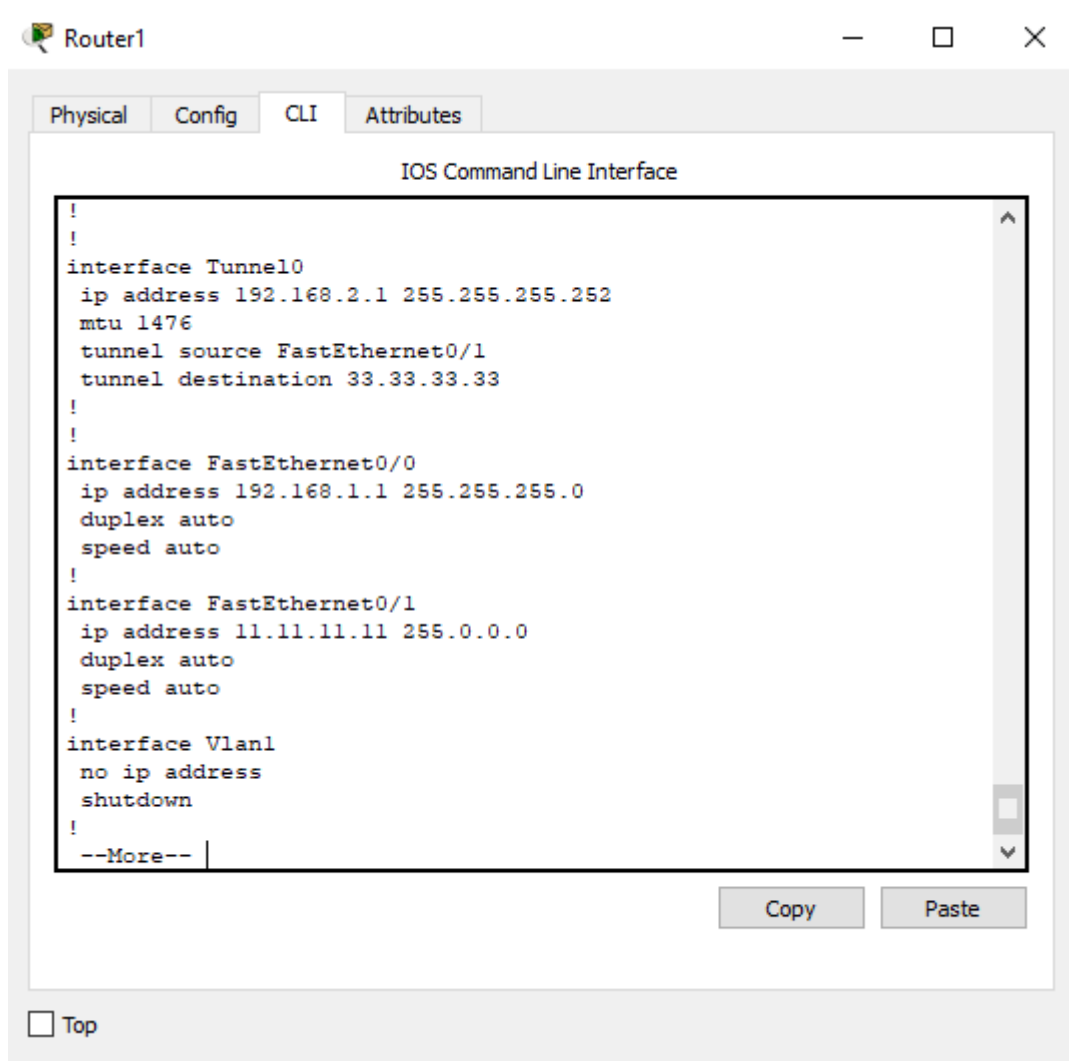 Router1
Physical Config CLI Attributes
IOS Command Line Interface
!
!
interface Tunnel0
ip address 192.168.2.1 255.255.255.252
mtu 1476
tunnel source FastEthernet0/1
tunnel destination 33.33.33.33
!
!
interface FastEthernet0/0
ip address 192.168.1.1 255.255.255.0
duplex auto
speed auto
!
interface FastEthernet0/1
ip address 11.11.11.11 255.0.0.0
duplex auto
speed auto
!
interface Vlan1
no ip address
shutdown
!
--More--
Copy Paste
Top